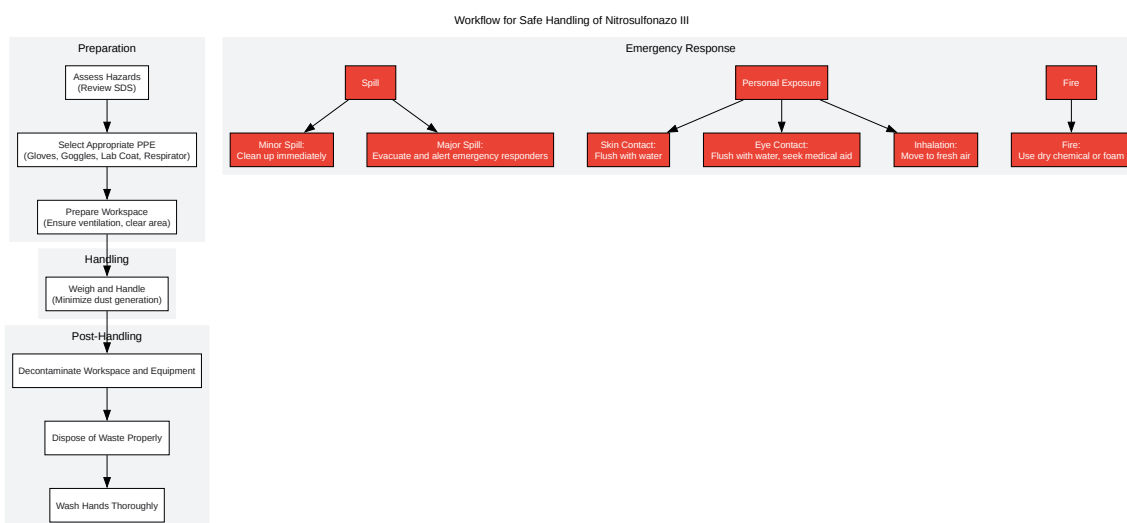 Workflow for Safe Handling of Nitrosulfonazo III
Preparation
Assess Hazards
(Review SDS)
Select Appropriate PPE
(Gloves, Goggles, Lab Coat, Respirator)
Prepare Workspace
(Ensure ventilation, clear area)
Handling
Weigh and Handle
(Minimize dust generation)
Post-Handling
Decontaminate Workspace and Equipment
Dispose of Waste Properly
Wash Hands Thoroughly
Emergency Response
Spill
Minor Spill:
Clean up immediately
Major Spill:
Evacuate and alert emergency responders
Personal Exposure
Skin Contact:
Flush with water
Eye Contact:
Flush with water, seek medical aid
Inhalation:
Move to fresh air
Fire
Fire:
Use dry chemical or foam